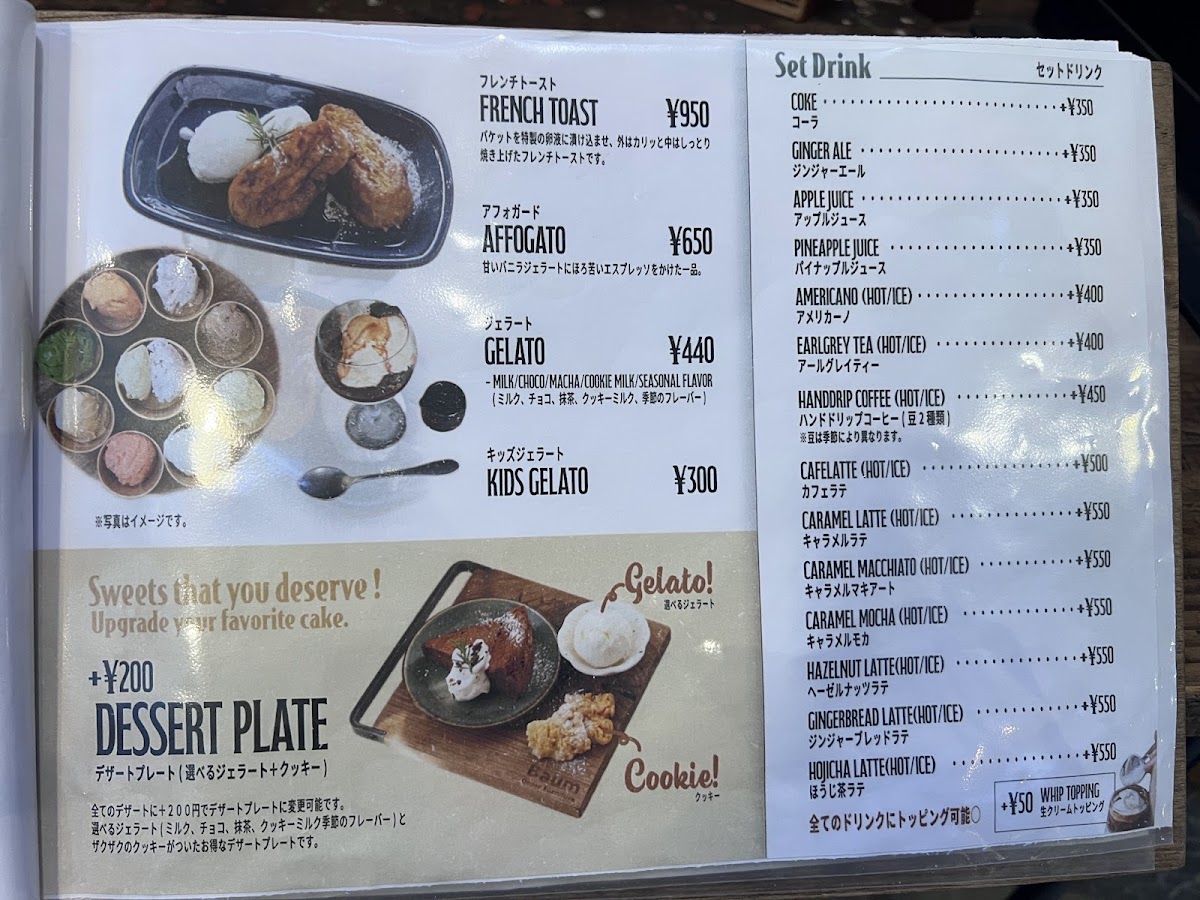 フレンチトースト
FRENCH TOAST ¥950
バケットを特製の卵液に漬け込ませ、外はカリッと中はしっとり
焼き上げたフレンチトーストです。
アフォガード
AFFOGATO ¥650
甘いバニラジェラートにほろ苦いエスプレッソをかけた一品。
ジェラート
GELATO ¥440
- MILK/CHOCO/MACHA/COOKIE MILK/SEASONAL FLAVOR
(ミルク、チョコ、抹茶、クッキーミルク、季節のフレーバー)
キッズジェラート
KIDS GELATO ¥300
※写真はイメージです。
Sweets that you deserve !
Upgrade your favorite cake.
+¥200
DESSERT PLATE
デザートプレート(選べるジェラート+クッキー)
全てのデザートに+200円でデザートプレートに変更可能です。
選べるジェラート(ミルク、チョコ、抹茶、クッキーミルク季節のフレーバー)と
ザクザクのクッキーがついたお得なデザートプレートです。
Gelato!
選べるジェラート
Baum
Cookie!
クッキー
Set Drink セットドリンク
COKE +¥350
コーラ
GINGER ALE +¥350
ジンジャーエール
APPLE JUICE +¥350
アップルジュース
PINEAPPLE JUICE +¥350
パイナップルジュース
AMERICANO (HOT/ICE) +¥400
アメリカーノ
EARLGREY TEA (HOT/ICE) +¥400
アールグレイティー
HANDDRIP COFFEE (HOT/ICE) +¥450
ハンドドリップコーヒー(豆2種類)
※豆は季節により異なります。
CAFELATTE (HOT/ICE) +¥500
カフェラテ
CARAMEL LATTE (HOT/ICE) +¥550
キャラメルラテ
CARAMEL MACCHIATO (HOT/ICE) +¥550
キャラメルマキアート
CARAMEL MOCHA (HOT/ICE) +¥550
キャラメルモカ
HAZELNUT LATTE(HOT/ICE) +¥550
ヘーゼルナッツラテ
GINGERBREAD LATTE(HOT/ICE) +¥550
ジンジャーブレッドラテ
HOJICHA LATTE(HOT/ICE) +¥550
ほうじ茶ラテ
全てのドリンクにトッピング可能○
+¥50 WHIP TOPPING
生クリームトッピング